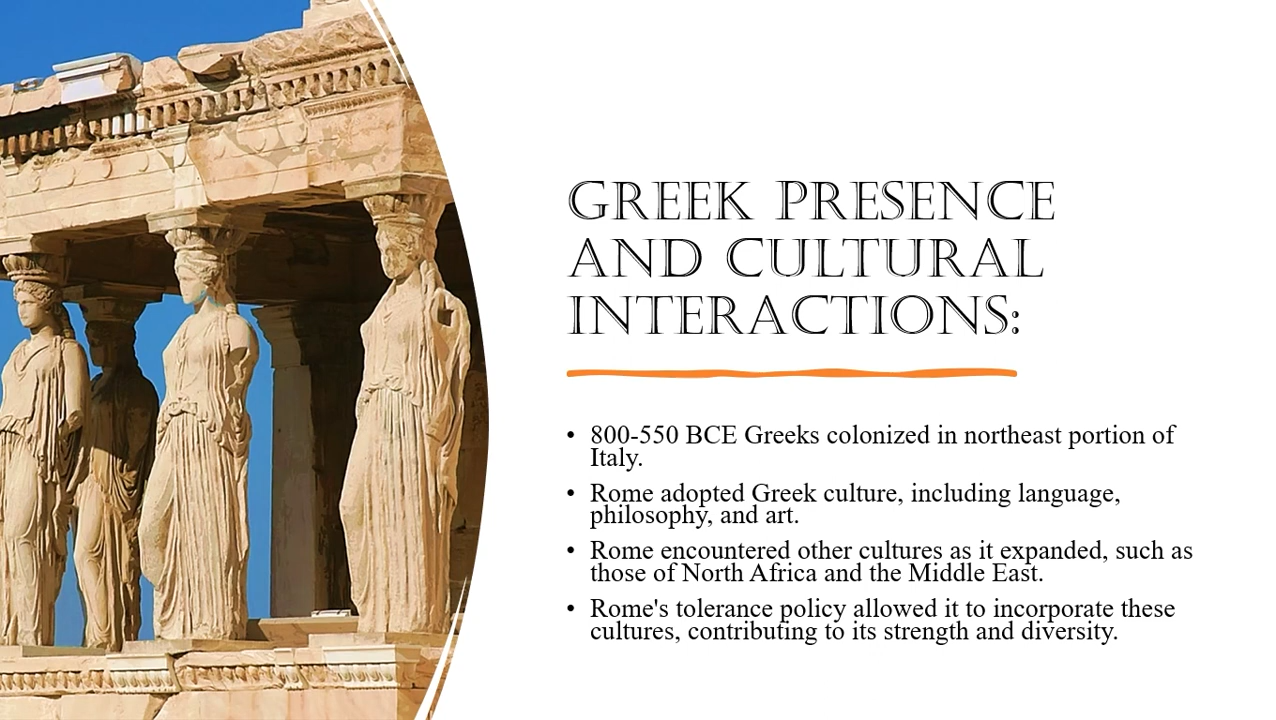 GREEK PRESENCE
AND CULTURAL
INTERACTIONS:
• 800-550 BCE Greeks colonized in northeast portion of
Italy.
• Rome adopted Greek culture, including language,
philosophy, and art.
• Rome encountered other cultures as it expanded, such as
those of North Africa and the Middle East.
• Rome's tolerance policy allowed it to incorporate these
cultures, contributing to its strength and diversity.